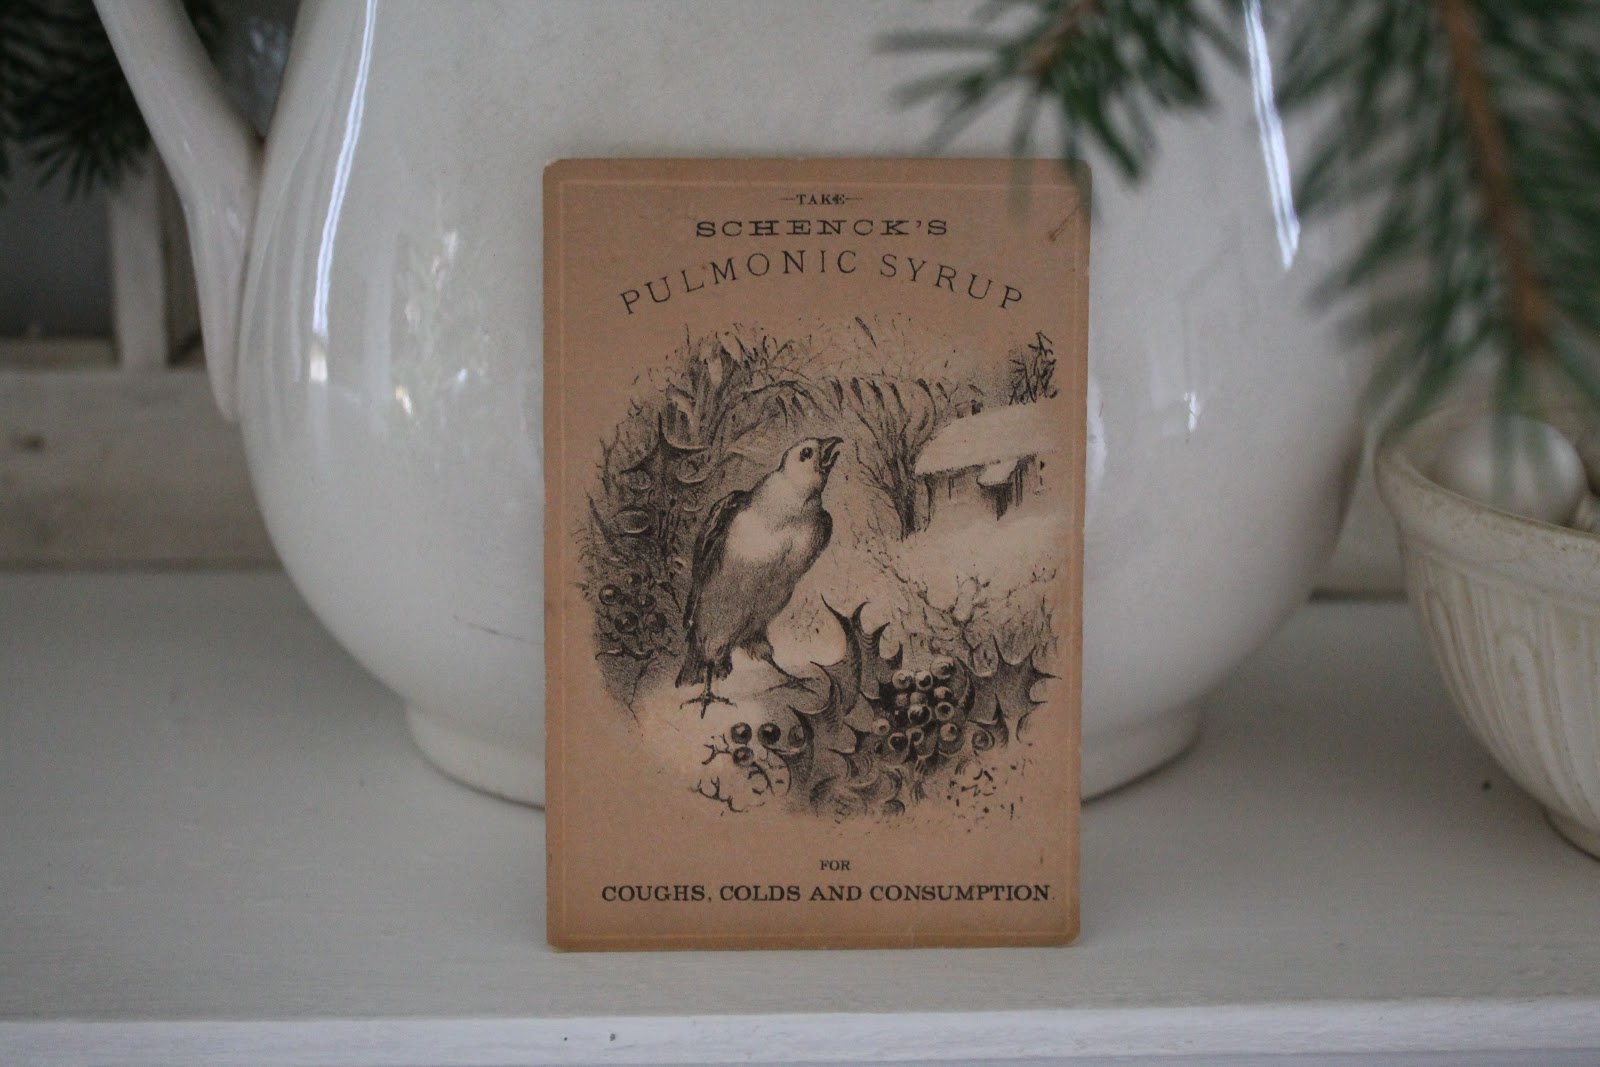 —TAKE—
SCHENCK'S
PULMONIC SYRUP
FOR
COUGHS, COLDS AND CONSUMPTION.